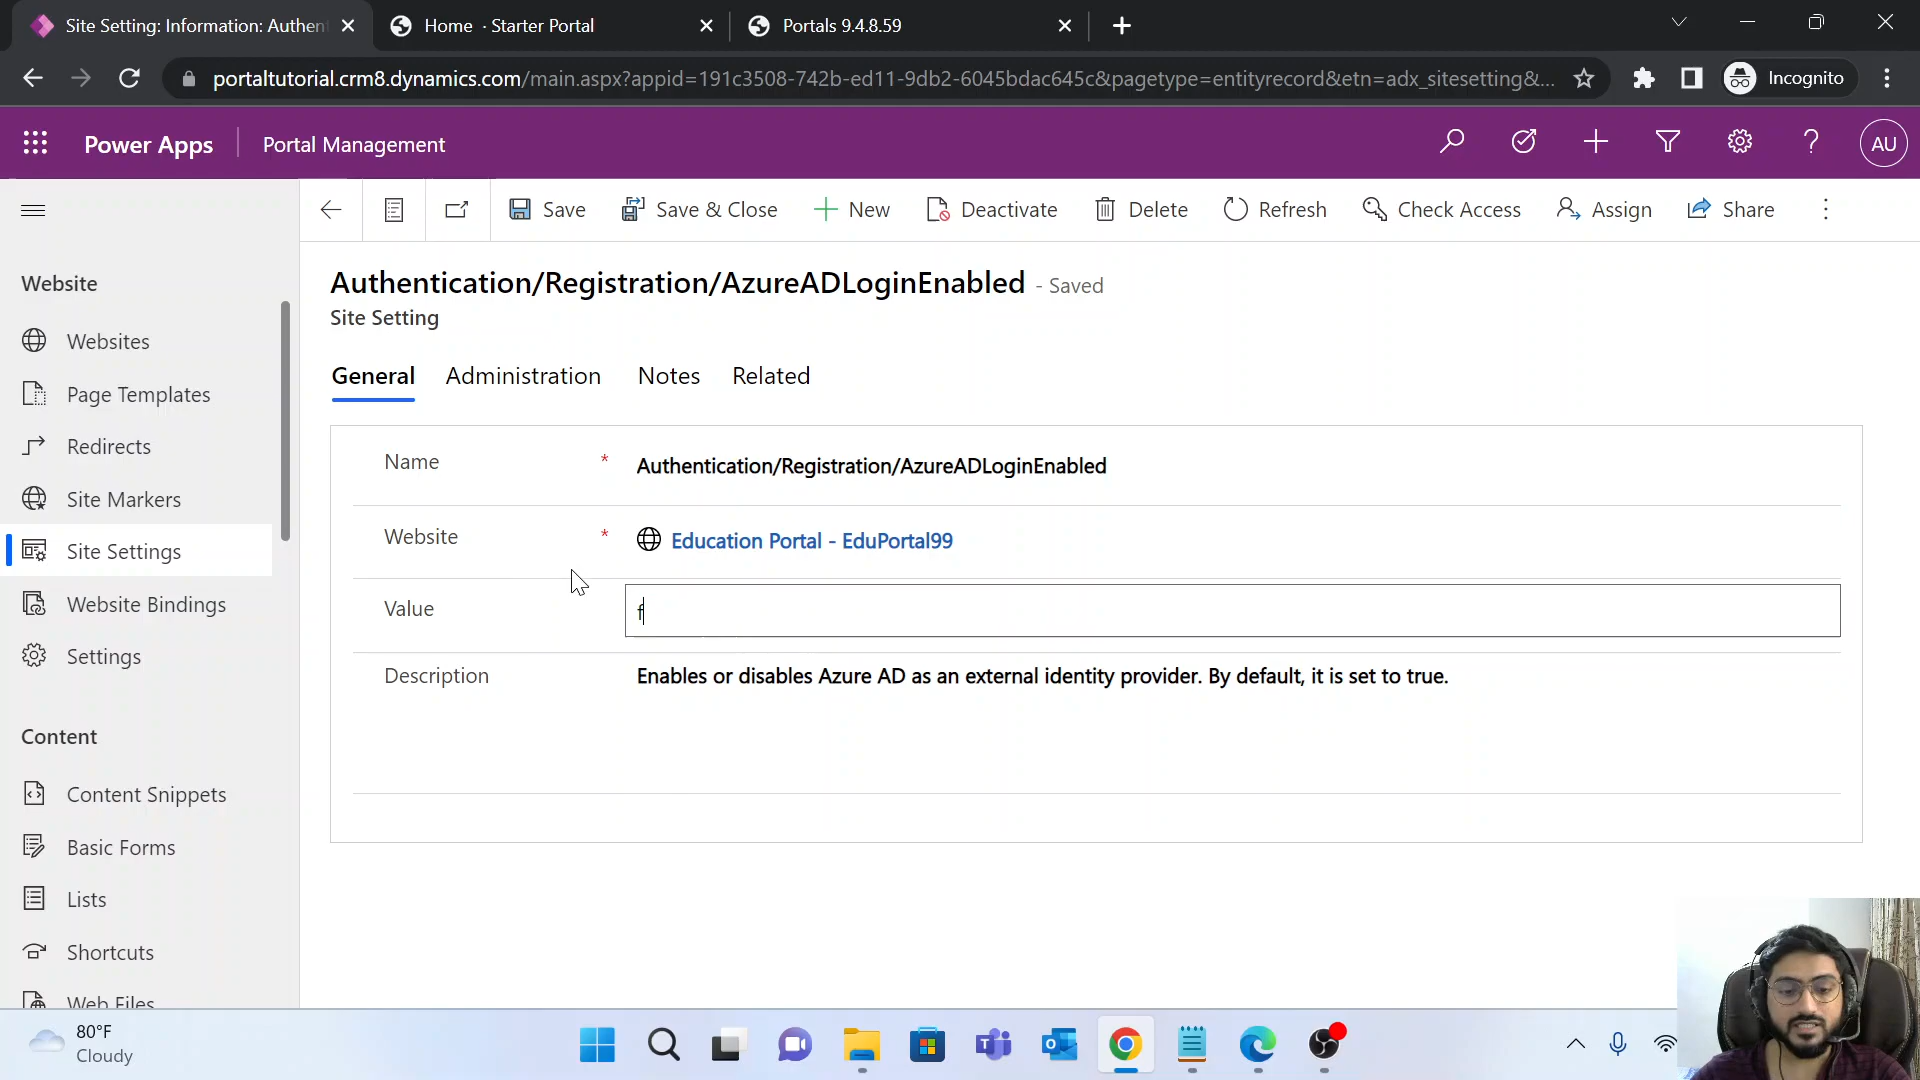 Site Setting: Information: Authen
Home · Starter Portal
Portals 9.4.8.59
portaltutorial.crm8.dynamics.com/main.aspx?appid=191c3508-742b-ed11-9db2-6045bdac645c&pagetype=entityrecord&etn=adx_sitesetting&...
Incognito
Power Apps
Portal Management
AU
Save
Save & Close
New
Deactivate
Delete
Refresh
Check Access
Assign
Share
Authentication/Registration/AzureADLoginEnabled - Saved
Site Setting
General
Administration
Notes
Related
Name *
Authentication/Registration/AzureADLoginEnabled
Website *
Education Portal - EduPortal99
Value
f
Description
Enables or disables Azure AD as an external identity provider. By default, it is set to true.
Website
Websites
Page Templates
Redirects
Site Markers
Site Settings
Website Bindings
Settings
Content
Content Snippets
Basic Forms
Lists
Shortcuts
Web Files
80°F
Cloudy